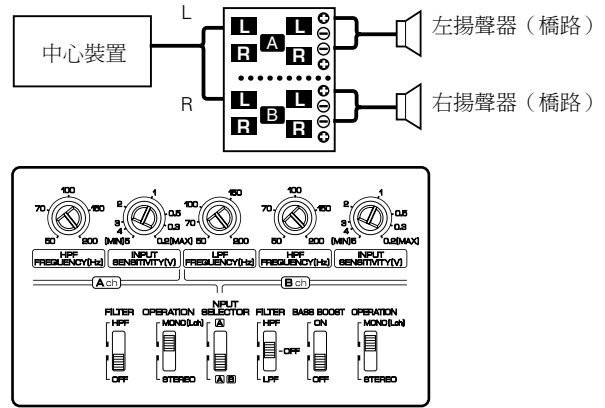 L
中心裝置
L L
A
R R
左揚聲器（橋路）
R
L L
B
R R
右揚聲器（橋路）
100
70 150
50 200
HPF
FREQUENCY(Hz)
1
2 0.5
3 0.3
4
(MIN)5 0.2(MAX)
INPUT
SENSITIVITY(V)
150
100
70
50 200
LPF
FREQUENCY(Hz)
100
70 150
50 200
HPF
FREQUENCY(Hz)
1
2 0.5
3 0.3
4
(MIN)5 0.2(MAX)
INPUT
SENSITIVITY(V)
A ch
B ch
FILTER
HPF
OFF
OPERATION
MONO(Lch)
STEREO
INPUT
SELECTOR
A
A B
FILTER
HPF
OFF
LPF
BASS BOOST
ON
OFF
OPERATION
MONO(Lch)
STEREO